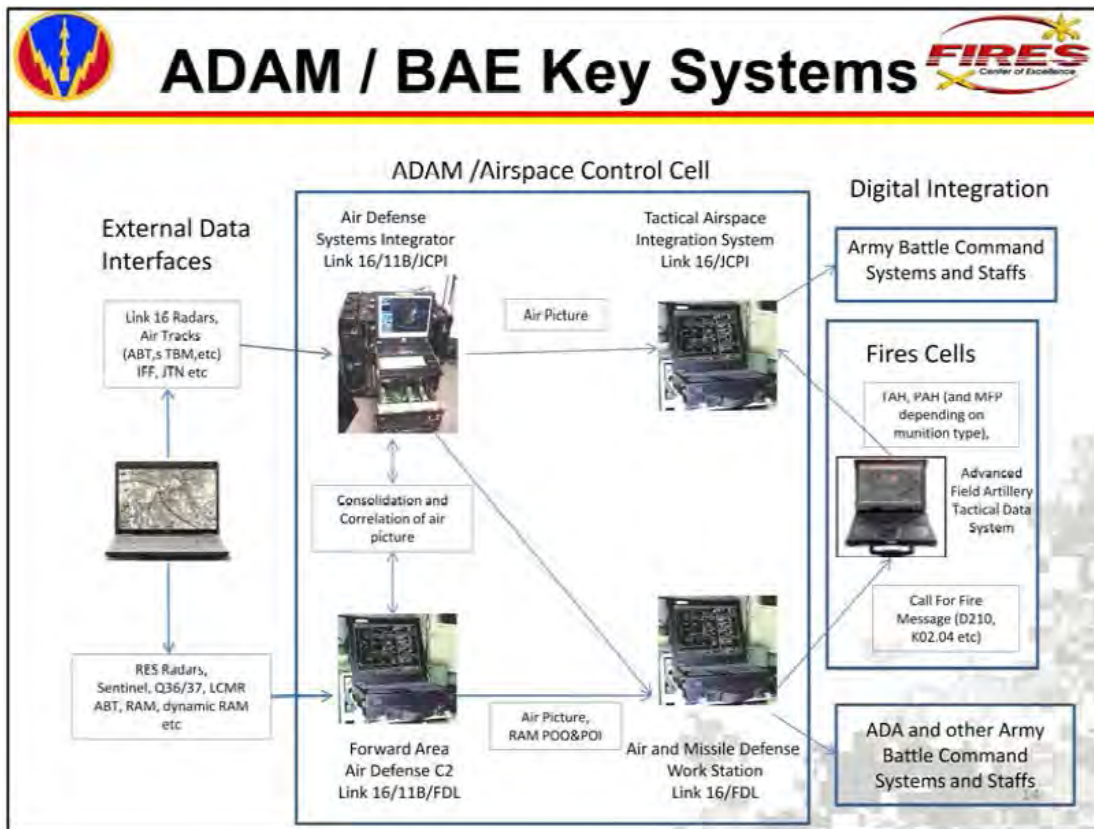 ADAM / BAE Key Systems
FIRES
Center of Excellence
ADAM /Airspace Control Cell
External Data
Interfaces
Air Defense
Systems Integrator
Link 16/11B/JCPI
Tactical Airspace
Integration System
Link 16/JCPI
Digital Integration
Army Battle Command
Systems and Staffs
Link 16 Radars,
Air Tracks
(ABT,s TBM,etc)
IFF, JTN etc
Air Picture
Fires Cells
TAH, PAH (and MFP
depending on
munition type),
Advanced
Field Artillery
Tactical Data
System
Consolidation and
Correlation of air
picture
Call For Fire
Message (D210,
K02.04 etc)
RES Radars,
Sentinel, Q36/37, LCMR
ABT, RAM, dynamic RAM
etc
Air Picture,
RAM POO&POI
Forward Area
Air Defense C2
Link 16/11B/FDL
Air and Missile Defense
Work Station
Link 16/FDL
ADA and other Army
Battle Command
Systems and Staffs
14